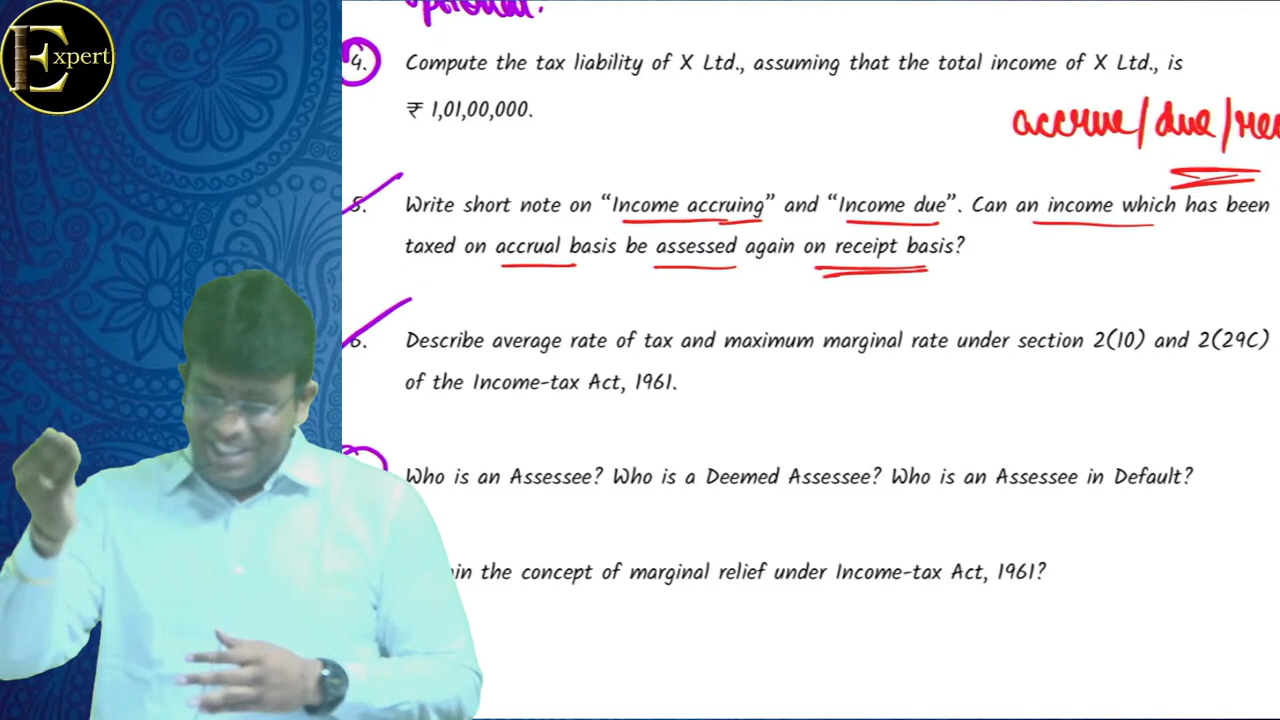 Expert
optional.
4. Compute the tax liability of X Ltd., assuming that the total income of X Ltd., is
₹ 1,01,00,000.
accrue/due/rec
5. Write short note on “Income accruing” and “Income due”. Can an income which has been
taxed on accrual basis be assessed again on receipt basis?
6. Describe average rate of tax and maximum marginal rate under section 2(10) and 2(29C)
of the Income-tax Act, 1961.
Who is an Assessee? Who is a Deemed Assessee? Who is an Assessee in Default?
in the concept of marginal relief under Income-tax Act, 1961?